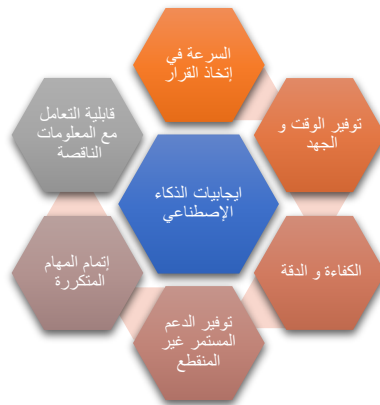 السرعة في
إتخاذ القرار
توفير الوقت و
الجهد
الكفاءة و الدقة
توفير الدعم
المستمر غير
المنقطع
إتمام المهام
المتكررة
قابلية التعامل
مع المعلومات
الناقصة
ايجابيات الذكاء
الإصطناعي